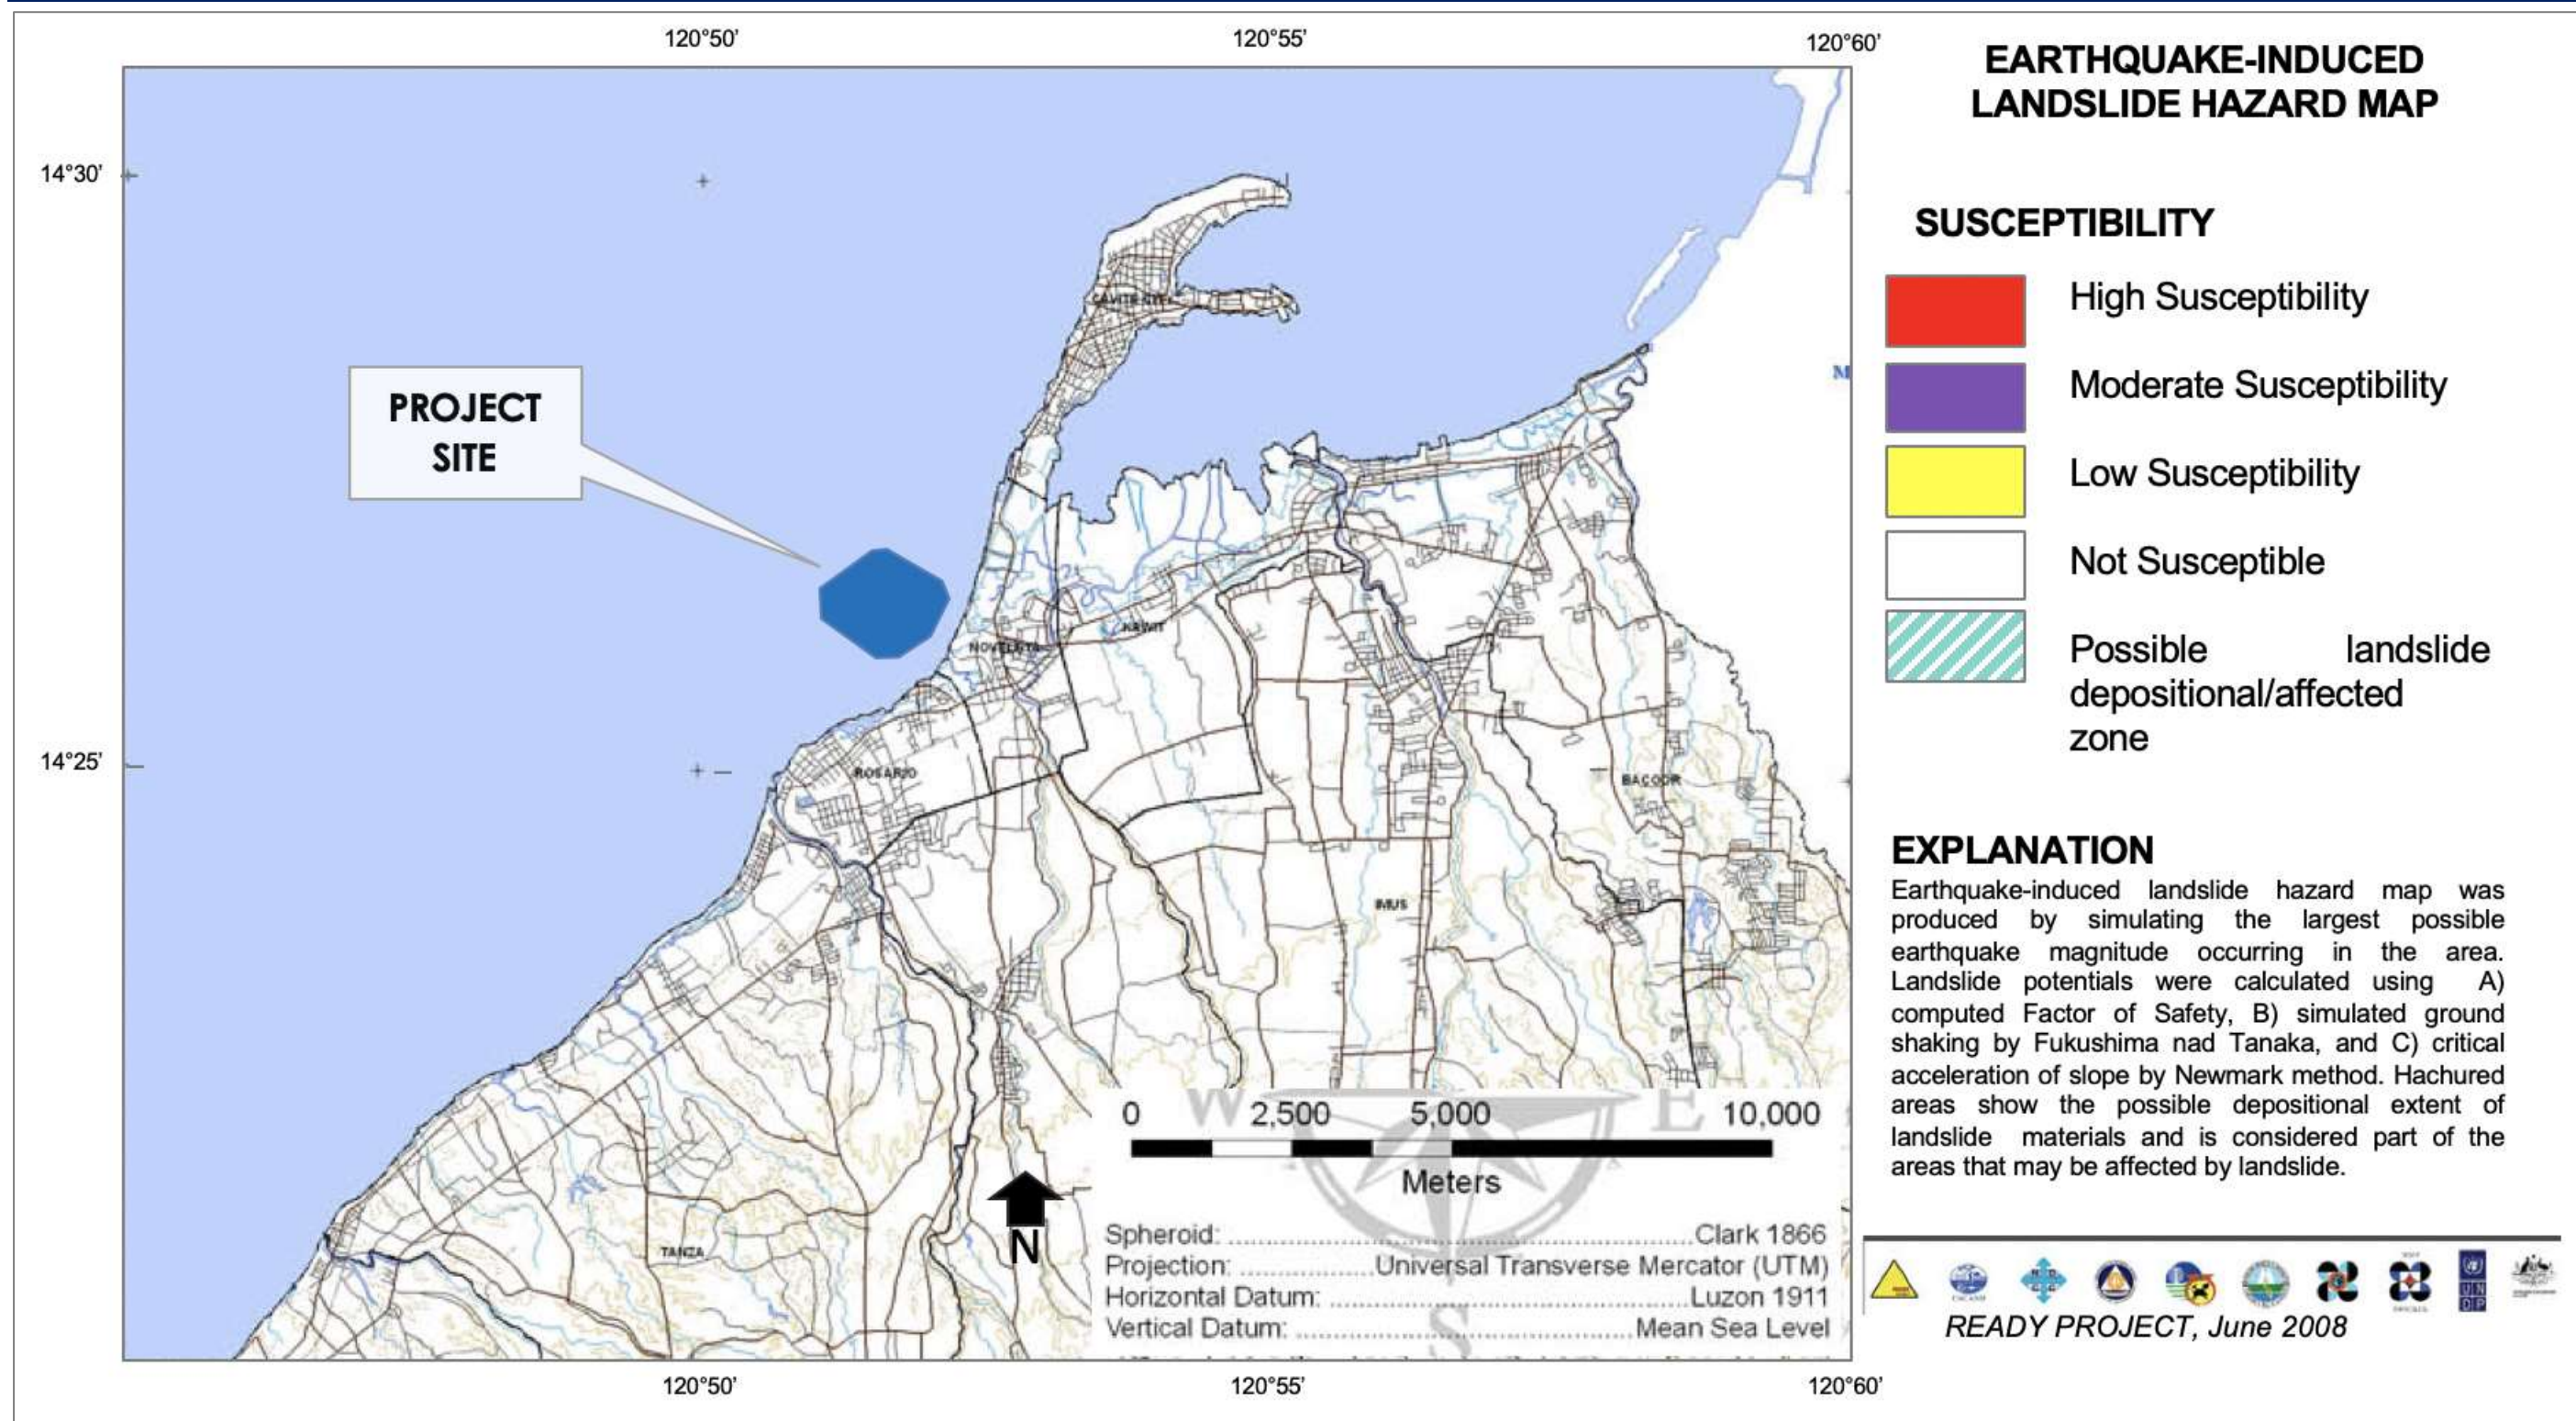 120°50'
120°55'
120°60'
14°30'
14°25'
PROJECT
SITE
CAVITE CITY
NOVELETA
KAWIT
ROSARIO
BACOOR
IMUS
TANZA
M
W
E
S
0
2,500
5,000
10,000
Meters
N
Spheroid: Clark 1866
Projection: Universal Transverse Mercator (UTM)
Horizontal Datum: Luzon 1911
Vertical Datum: Mean Sea Level
120°50'
120°55'
120°60'
EARTHQUAKE-INDUCED
LANDSLIDE HAZARD MAP
SUSCEPTIBILITY
High Susceptibility
Moderate Susceptibility
Low Susceptibility
Not Susceptible
Possible landslide
depositional/affected
zone
EXPLANATION
Earthquake-induced landslide hazard map was
produced by simulating the largest possible
earthquake magnitude occurring in the area.
Landslide potentials were calculated using A)
computed Factor of Safety, B) simulated ground
shaking by Fukushima nad Tanaka, and C) critical
acceleration of slope by Newmark method. Hachured
areas show the possible depositional extent of
landslide materials and is considered part of the
areas that may be affected by landslide.
UN
DP
READY PROJECT, June 2008